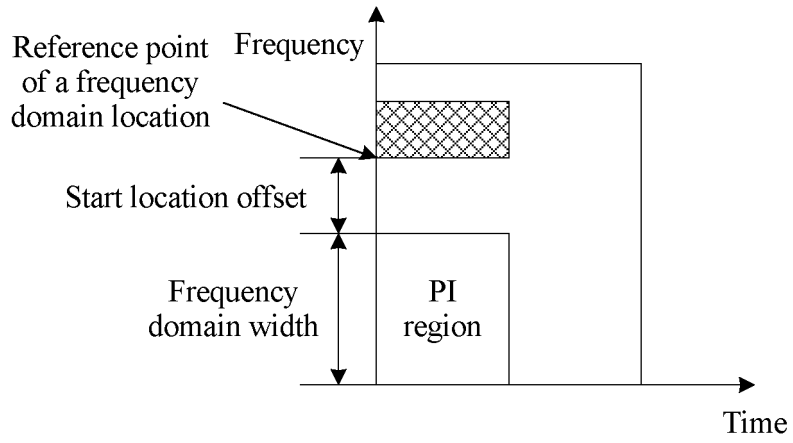 Reference point
of a frequency
domain location
Frequency
Start location offset
Frequency
domain width
PI
region
Time